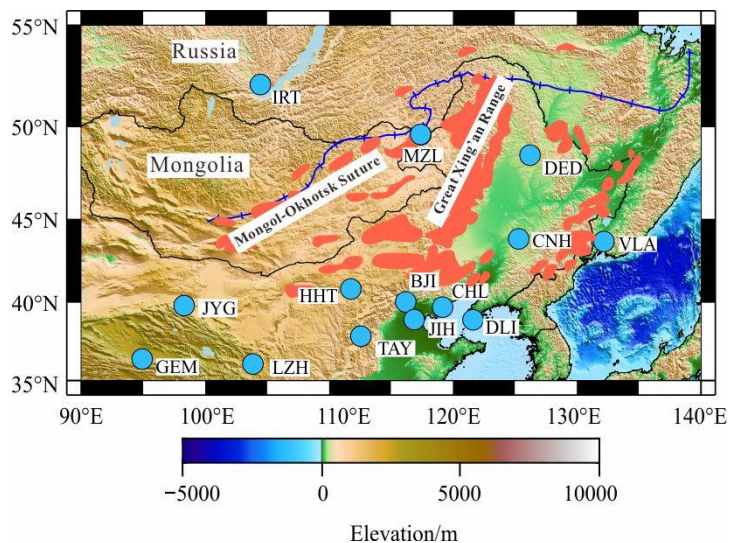 55°N
Russia
IRT
50°N
MZL
Great Xing'an Range
DED
Mongolia
Mongol-Okhotsk Suture
45°N
CNH
VLA
HHT
BJI
CHL
40°N
JYG
JIH
DLI
TAY
GEM
LZH
35°N
90°E
100°E
110°E
120°E
130°E
140°E
−5000
0
5000
10000
Elevation/m